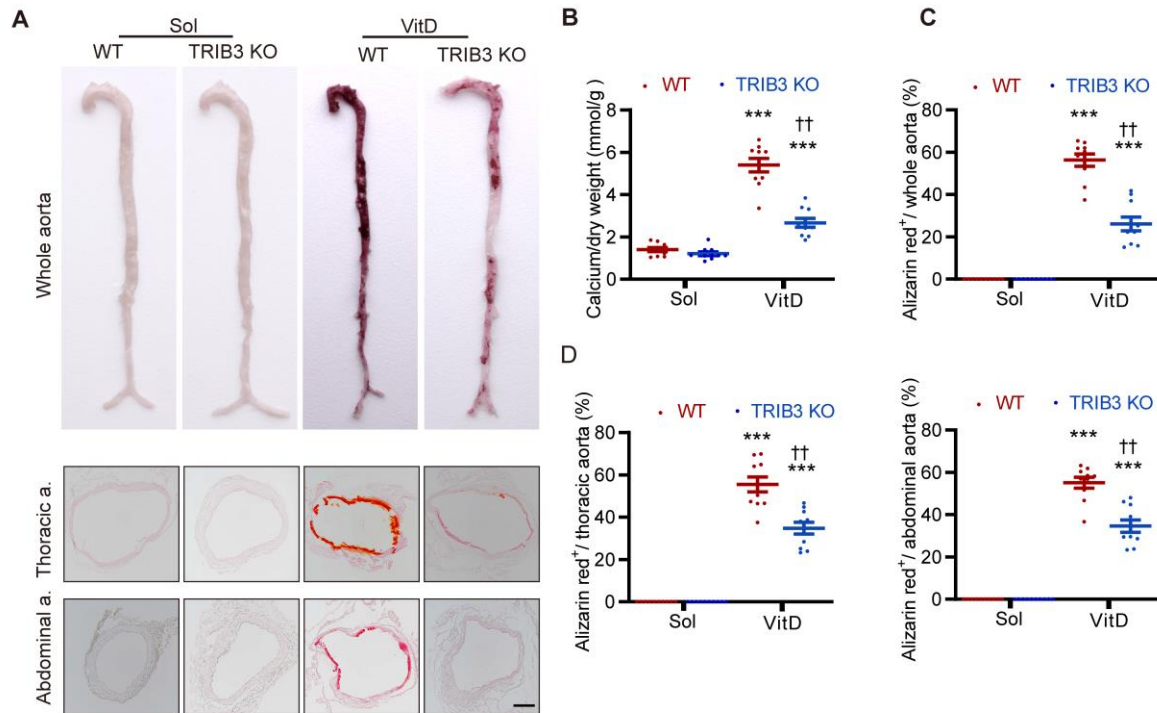 A
Sol
VitD
WT
TRIB3 KO
WT
TRIB3 KO
Whole aorta
Thoracic a.
Abdominal a.
B
WT
TRIB3 KO
Calcium/dry weight (mmol/g)
8
6
4
2
0
***
††
***
Sol
VitD
C
WT
TRIB3 KO
Alizarin red⁺/ whole aorta (%)
80
60
40
20
0
***
††
***
Sol
VitD
D
WT
TRIB3 KO
Alizarin red⁺/ thoracic aorta (%)
80
60
40
20
0
***
††
***
Sol
VitD
WT
TRIB3 KO
Alizarin red⁺/ abdominal aorta (%)
80
60
40
20
0
***
††
***
Sol
VitD